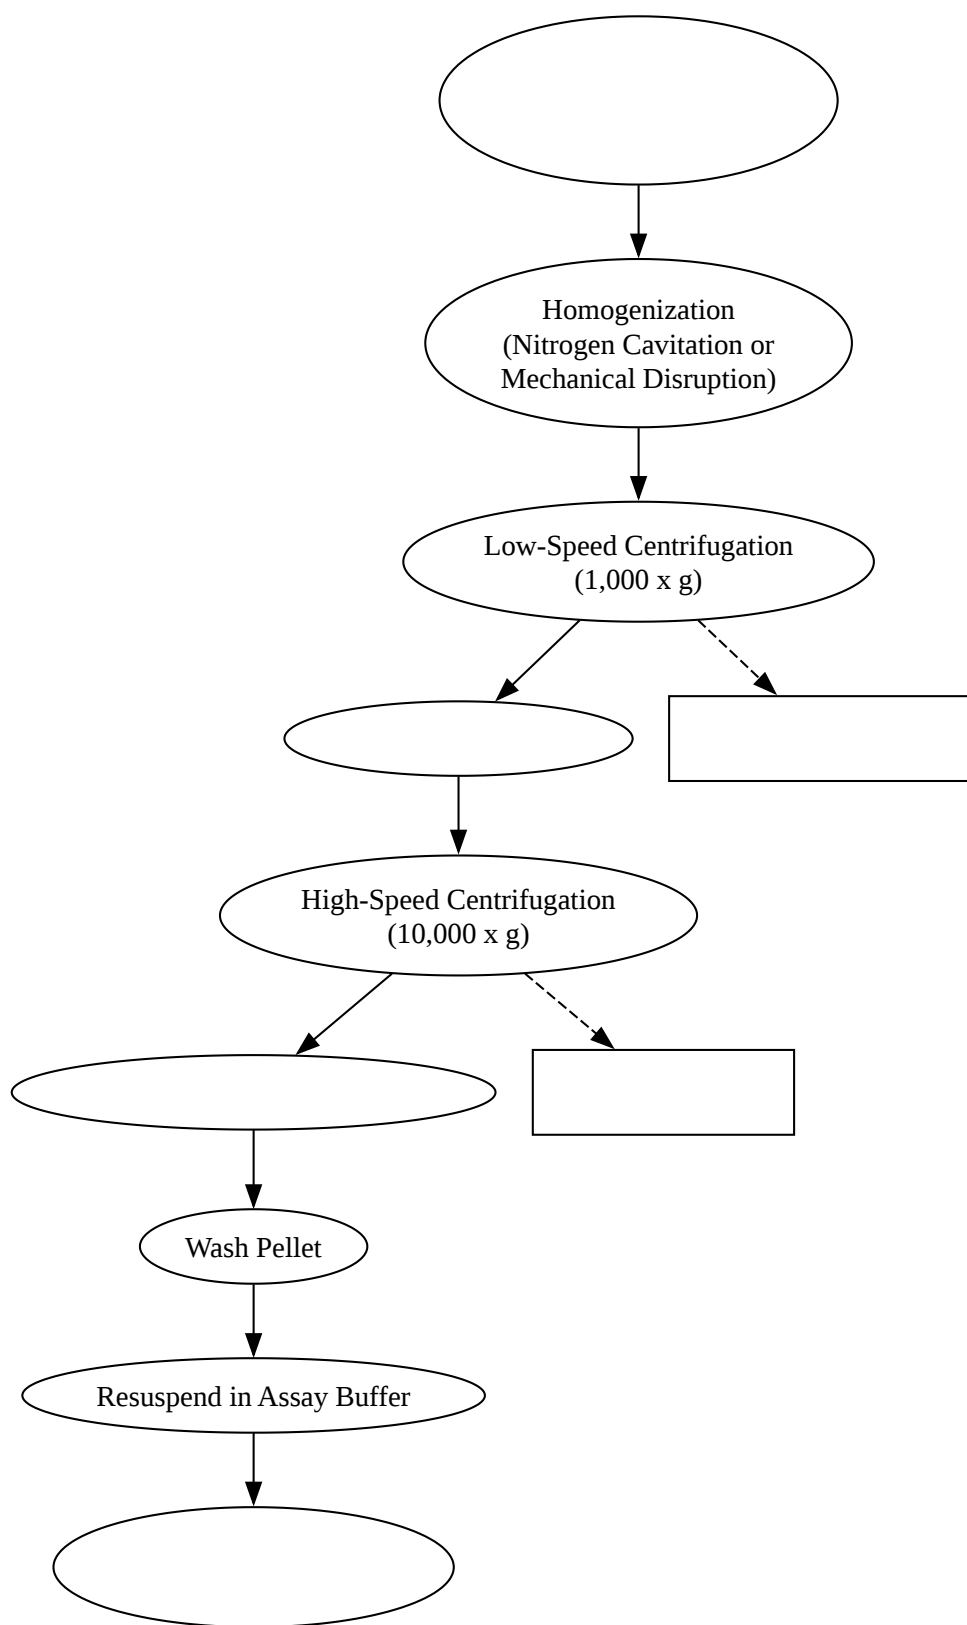 Homogenization
(Nitrogen Cavitation or
Mechanical Disruption)
Low-Speed Centrifugation
(1,000 x g)
High-Speed Centrifugation
(10,000 x g)
Wash Pellet
Resuspend in Assay Buffer